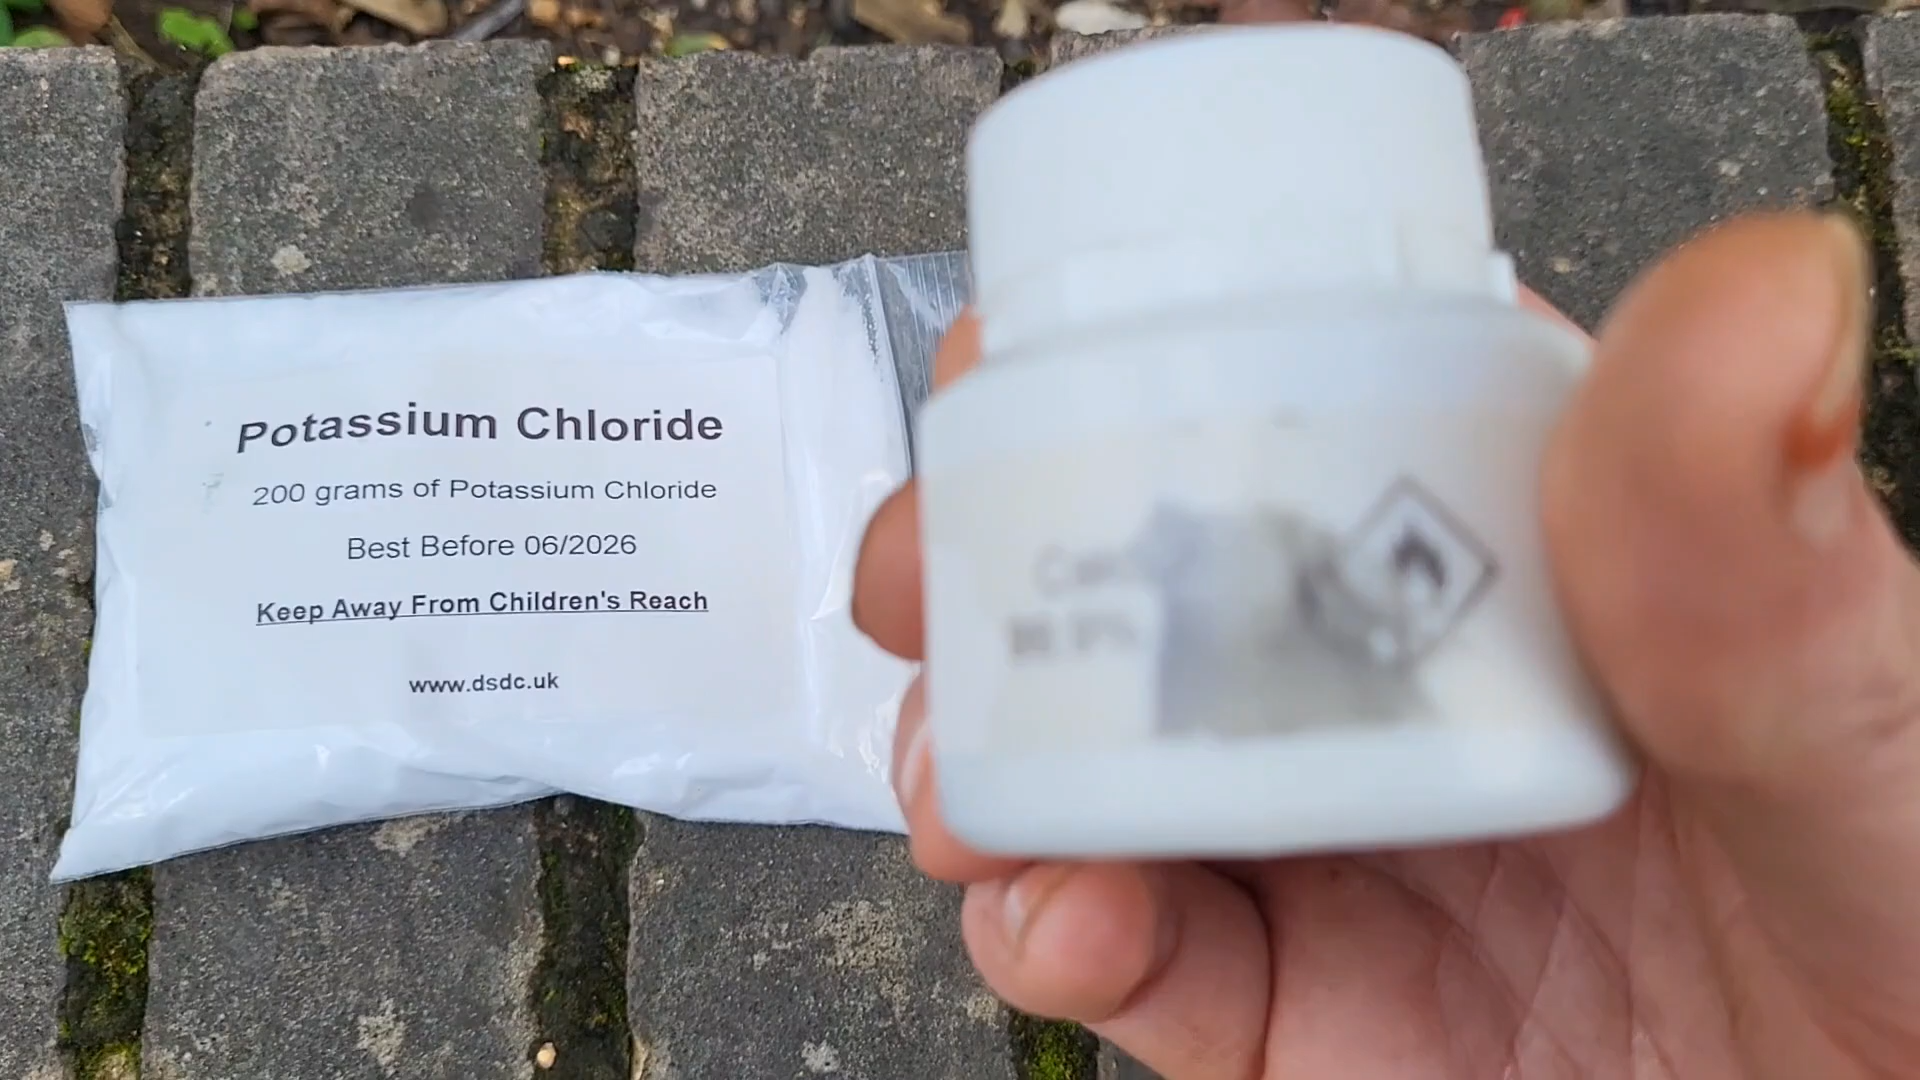 Potassium Chloride
200 grams of Potassium Chloride
Best Before 06/2026
Keep Away From Children's Reach
www.dsdc.uk